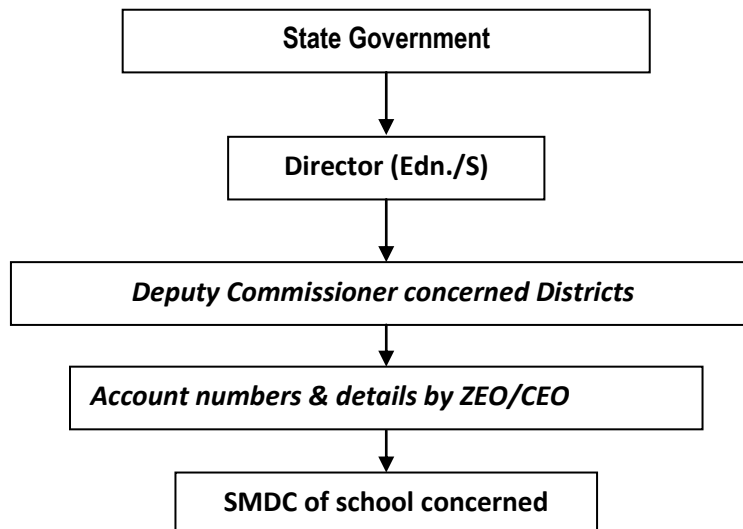 State Government
Director (Edn./S)
Deputy Commissioner concerned Districts
Account numbers & details by ZEO/CEO
SMDC of school concerned